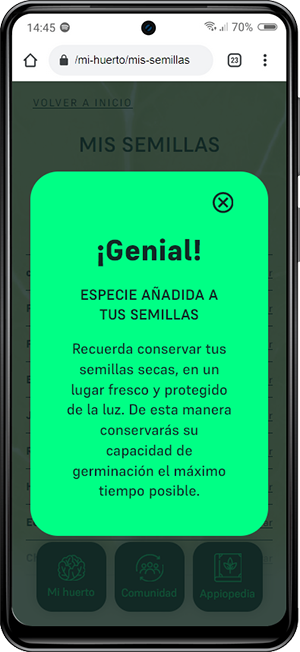 14:45
70%
/mi-huerto/mis-semillas
23
VOLVER A INICIO
MIS SEMILLAS
¡Genial!
ESPECIE AÑADIDA A
TUS SEMILLAS
Recuerda conservar tus
semillas secas, en un
lugar fresco y protegido
de la luz. De esta manera
conservarás su
capacidad de
germinación el máximo
tiempo posible.
Mi huerto
Comunidad
Appiopedia